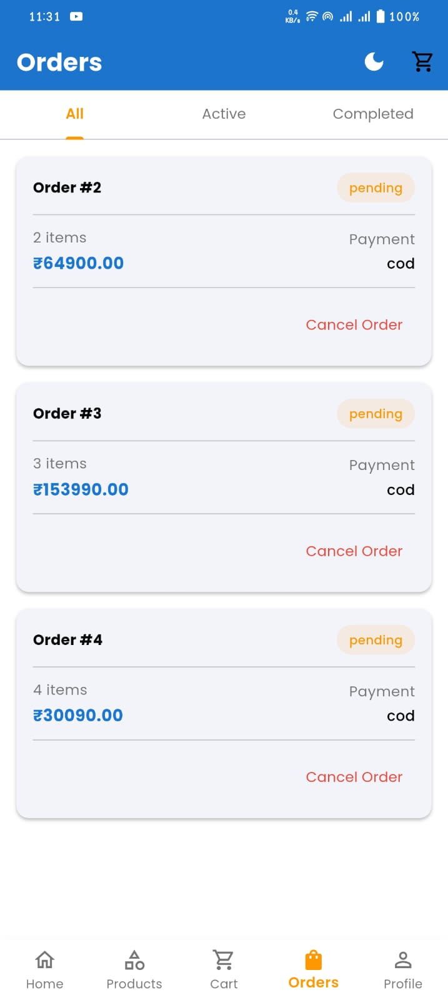 11:31 0.4 KB/s 100%
Orders
All Active Completed
Order #2 pending
2 items Payment
₹64900.00 cod
Cancel Order
Order #3 pending
3 items Payment
₹153990.00 cod
Cancel Order
Order #4 pending
4 items Payment
₹30090.00 cod
Cancel Order
Home Products Cart Orders Profile